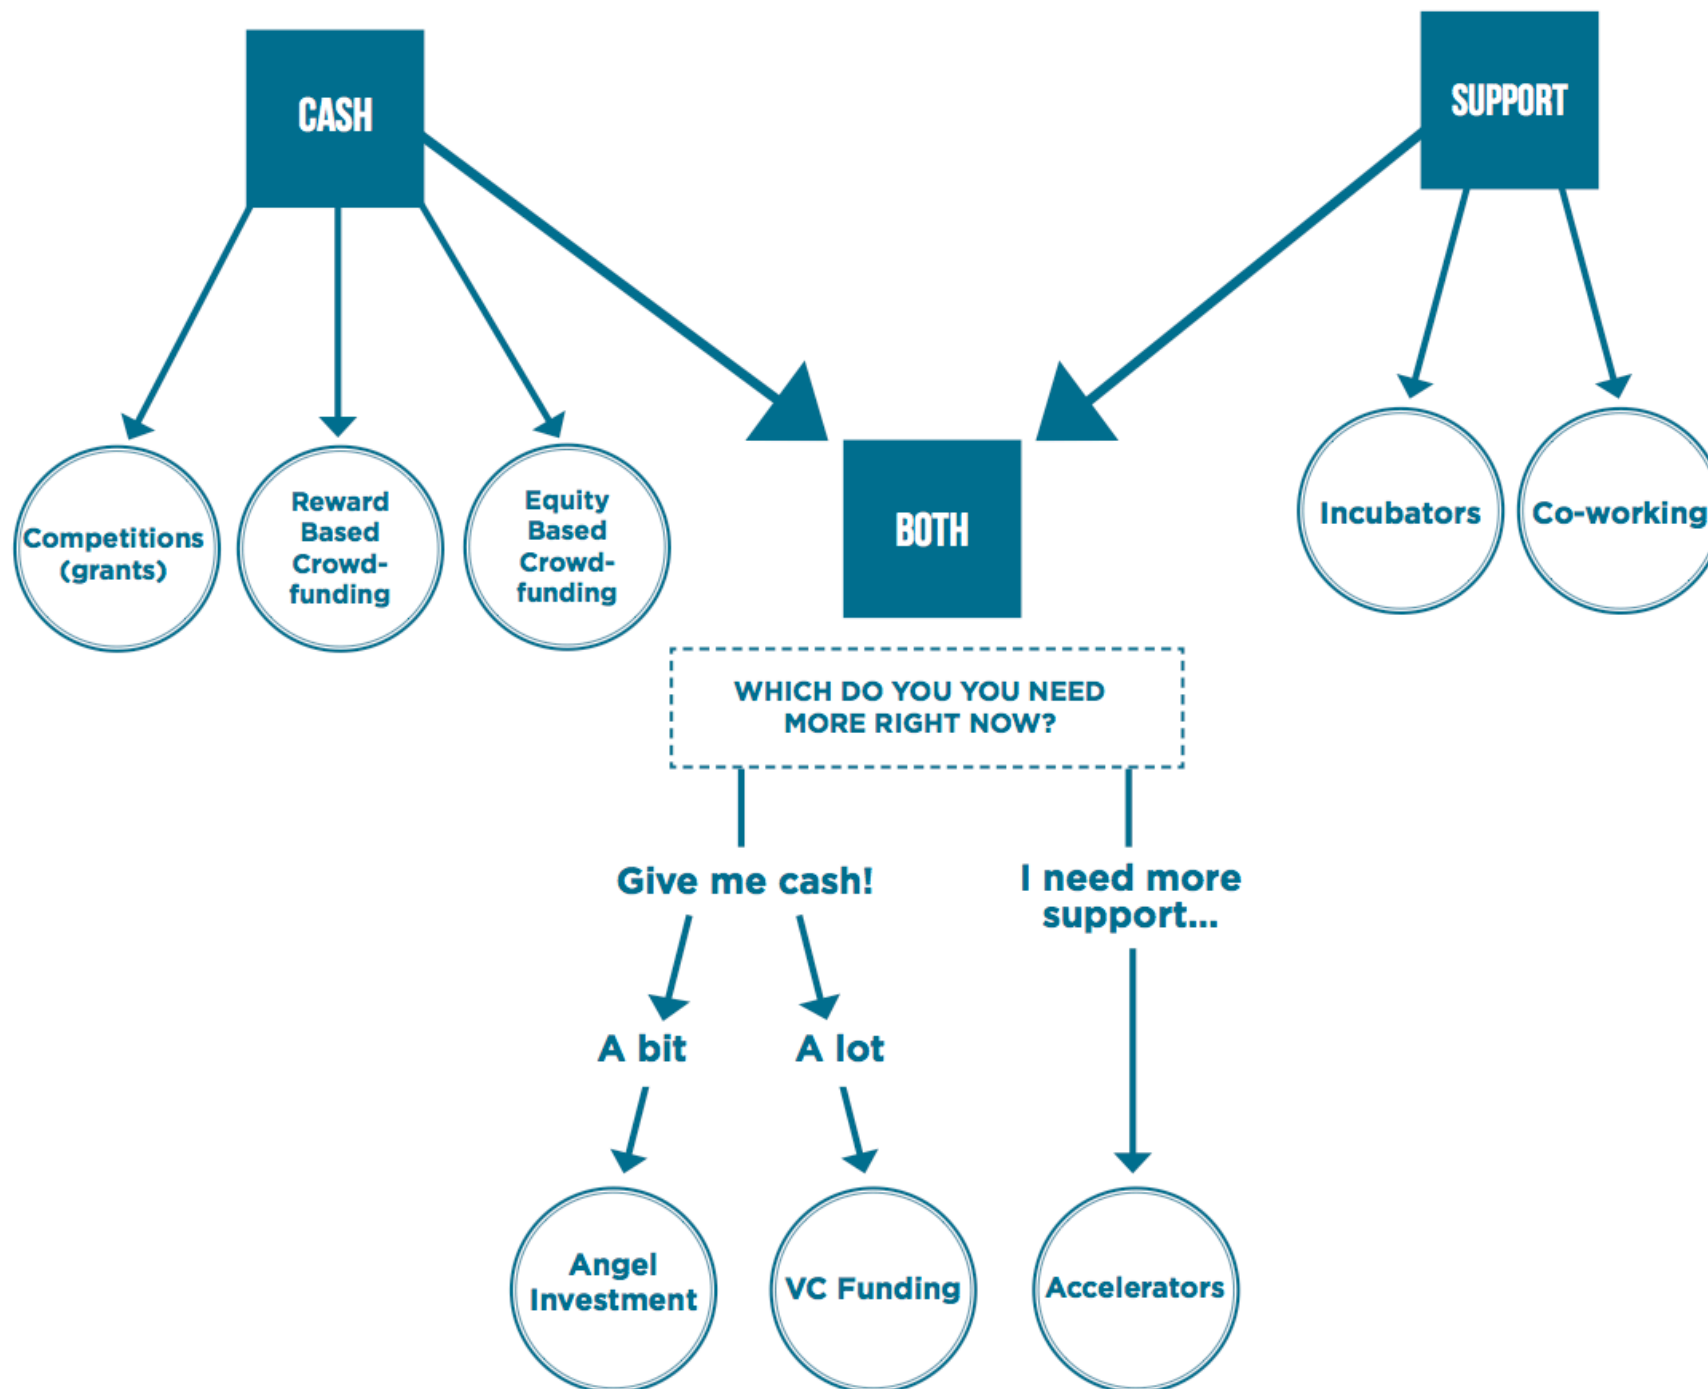 CASH
SUPPORT
Competitions
(grants)
Reward
Based
Crowd-
funding
Equity
Based
Crowd-
funding
BOTH
Incubators
Co-working
WHICH DO YOU YOU NEED
MORE RIGHT NOW?
Give me cash!
I need more
support...
A bit
A lot
Angel
Investment
VC Funding
Accelerators